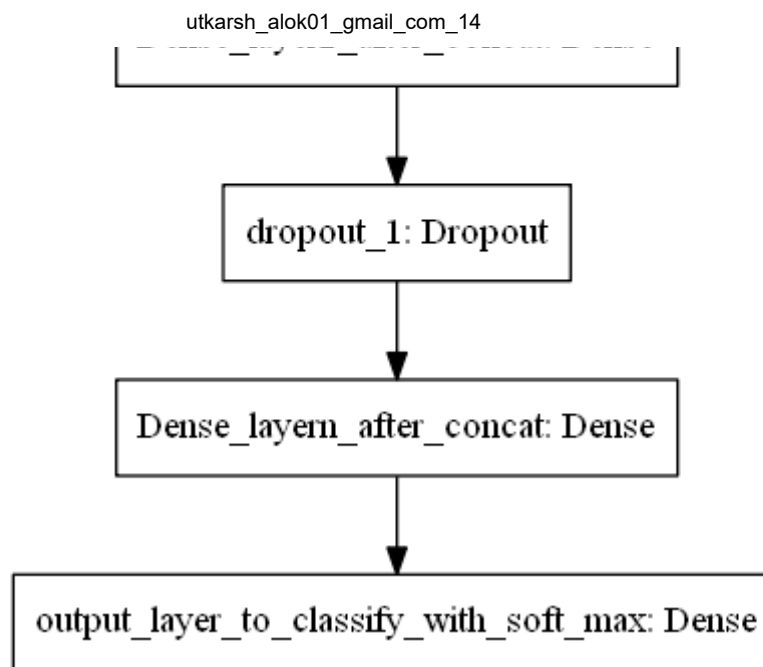 utkarsh_alok01_gmail_com_14
dropout_1: Dropout
Dense_layern_after_concat: Dense
output_layer_to_classify_with_soft_max: Dense